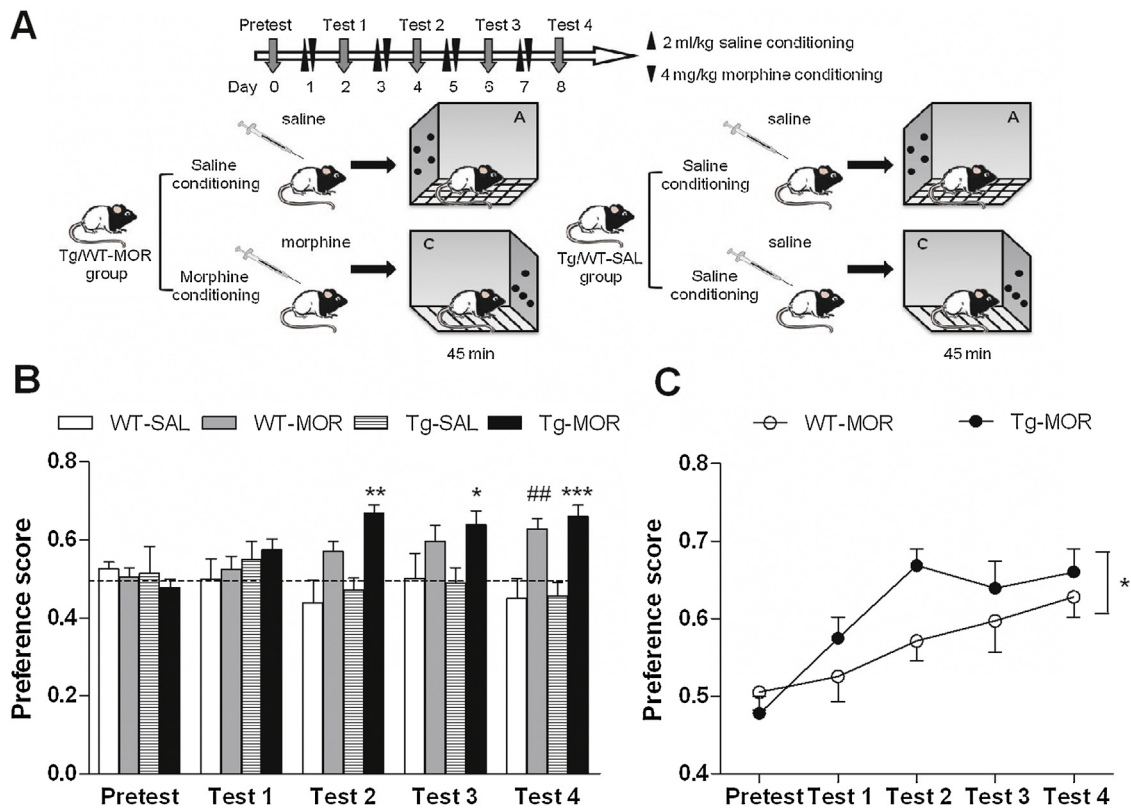 A
Pretest Test 1 Test 2 Test 3 Test 4
2 ml/kg saline conditioning
4 mg/kg morphine conditioning
Day 0 1 2 3 4 5 6 7 8
saline
A
Saline
conditioning
Tg/WT-MOR
group
morphine
C
Morphine
conditioning
45 min
saline
A
Saline
conditioning
Tg/WT-SAL
group
saline
C
Saline
conditioning
45 min
B
WT-SAL WT-MOR Tg-SAL Tg-MOR
Preference score
0.8
0.6
0.4
0.2
0.0
** * ## ***
Pretest Test 1 Test 2 Test 3 Test 4
C
WT-MOR Tg-MOR
Preference score
0.8
0.7
0.6
0.5
0.4
*
Pretest Test 1 Test 2 Test 3 Test 4